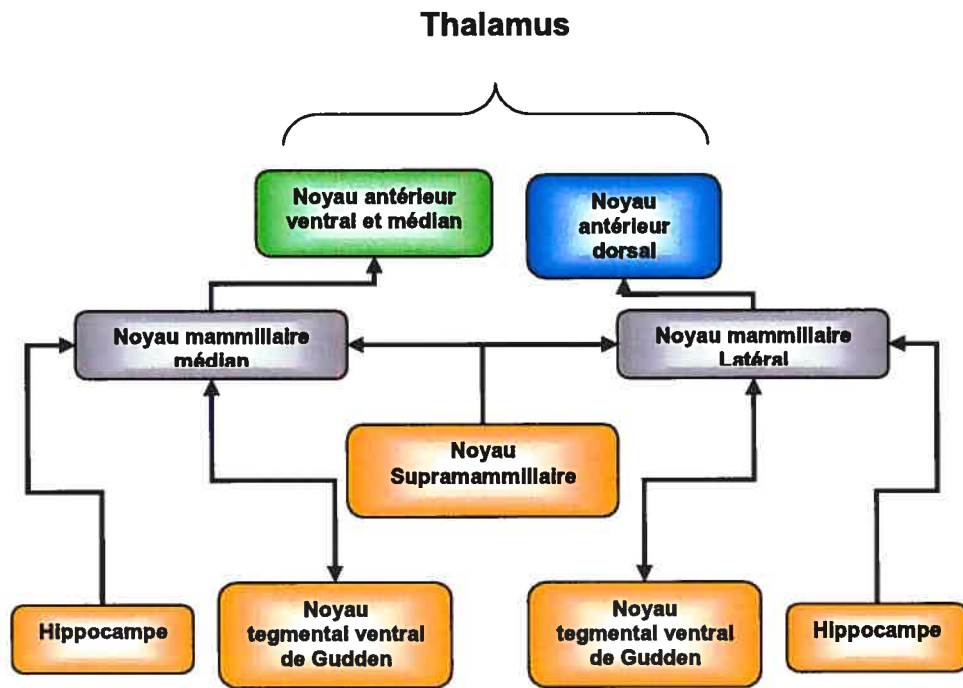 Thalamus
Noyau antérieur
ventral et médian
Noyau
antérieur
dorsal
Noyau mammillaire
médian
Noyau mammillaire
Latéral
Noyau
Supramammillaire
Hippocampe
Noyau
tegmental ventral
de Gudden
Noyau
tegmental ventral
de Gudden
Hippocampe